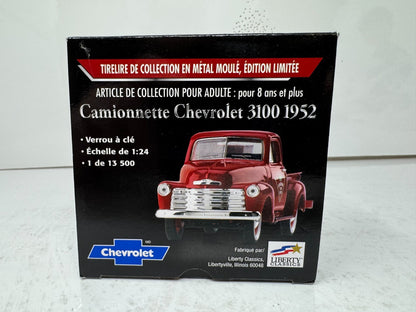 TIRELIRE DE COLLECTION EN MÉTAL MOULÉ, ÉDITION LIMITÉE
ARTICLE DE COLLECTION POUR ADULTE : pour 8 ans et plus
Camionnette Chevrolet 3100 1952
• Verrou à clé
• Échelle de 1:24
• 1 de 13 500
MD
Chevrolet
Fabriqué par/
Liberty Classics,
Libertyville, Illinois 60048
LIBERTY
CLASSICS